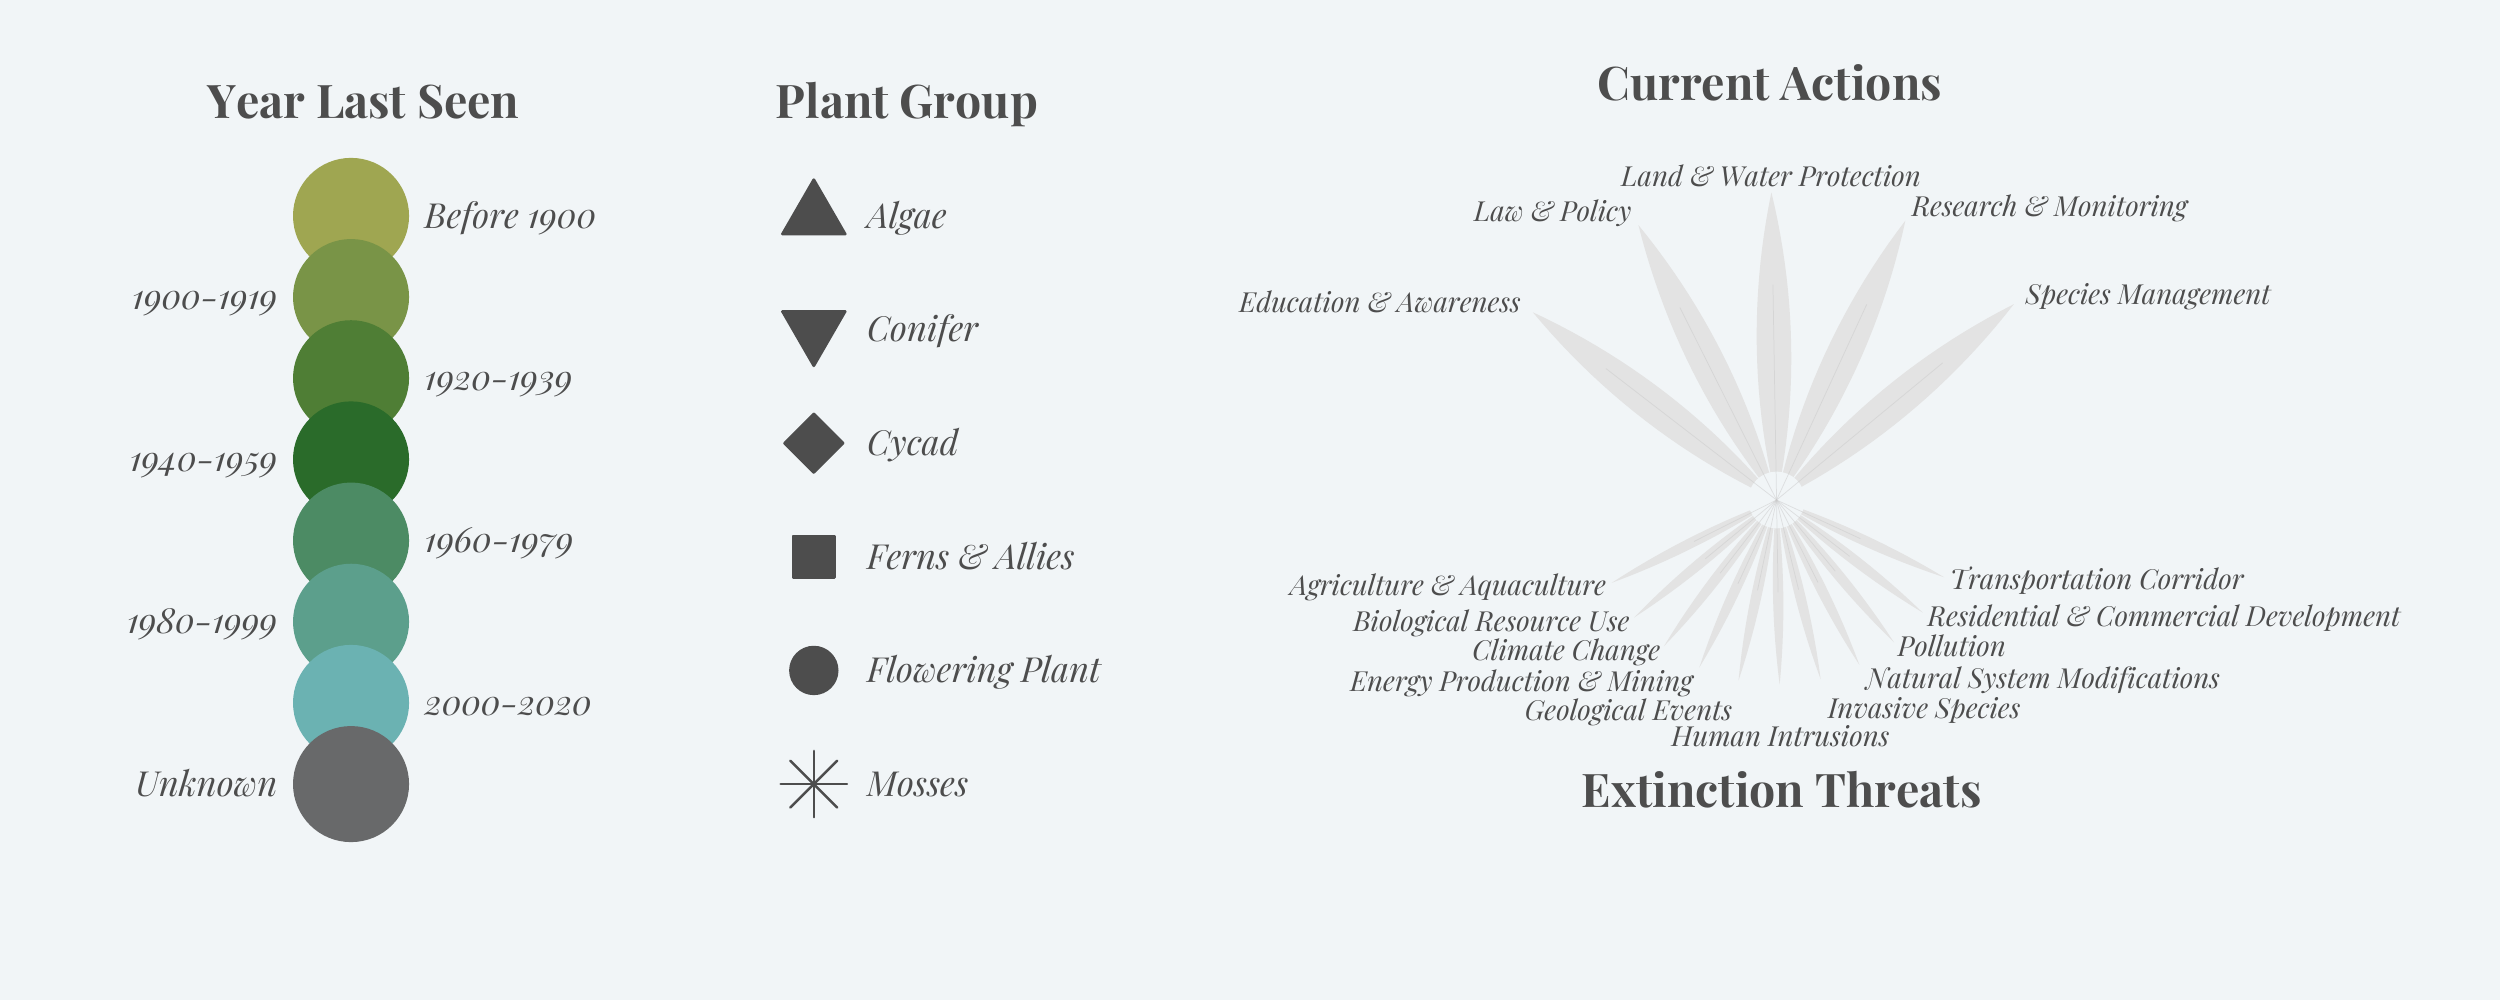 Year Last Seen
Before 1900
1900-1919
1920-1939
1940-1959
1960-1979
1980-1999
2000-2020
Unknown
Plant Group
Algae
Conifer
Cycad
Ferns & Allies
Flowering Plant
Mosses
Current Actions
Land & Water Protection
Law & Policy
Research & Monitoring
Education & Awareness
Species Management
Agriculture & Aquaculture
Transportation Corridor
Biological Resource Use
Residential & Commercial Development
Climate Change
Pollution
Energy Production & Mining
Natural System Modifications
Geological Events
Invasive Species
Human Intrusions
Extinction Threats